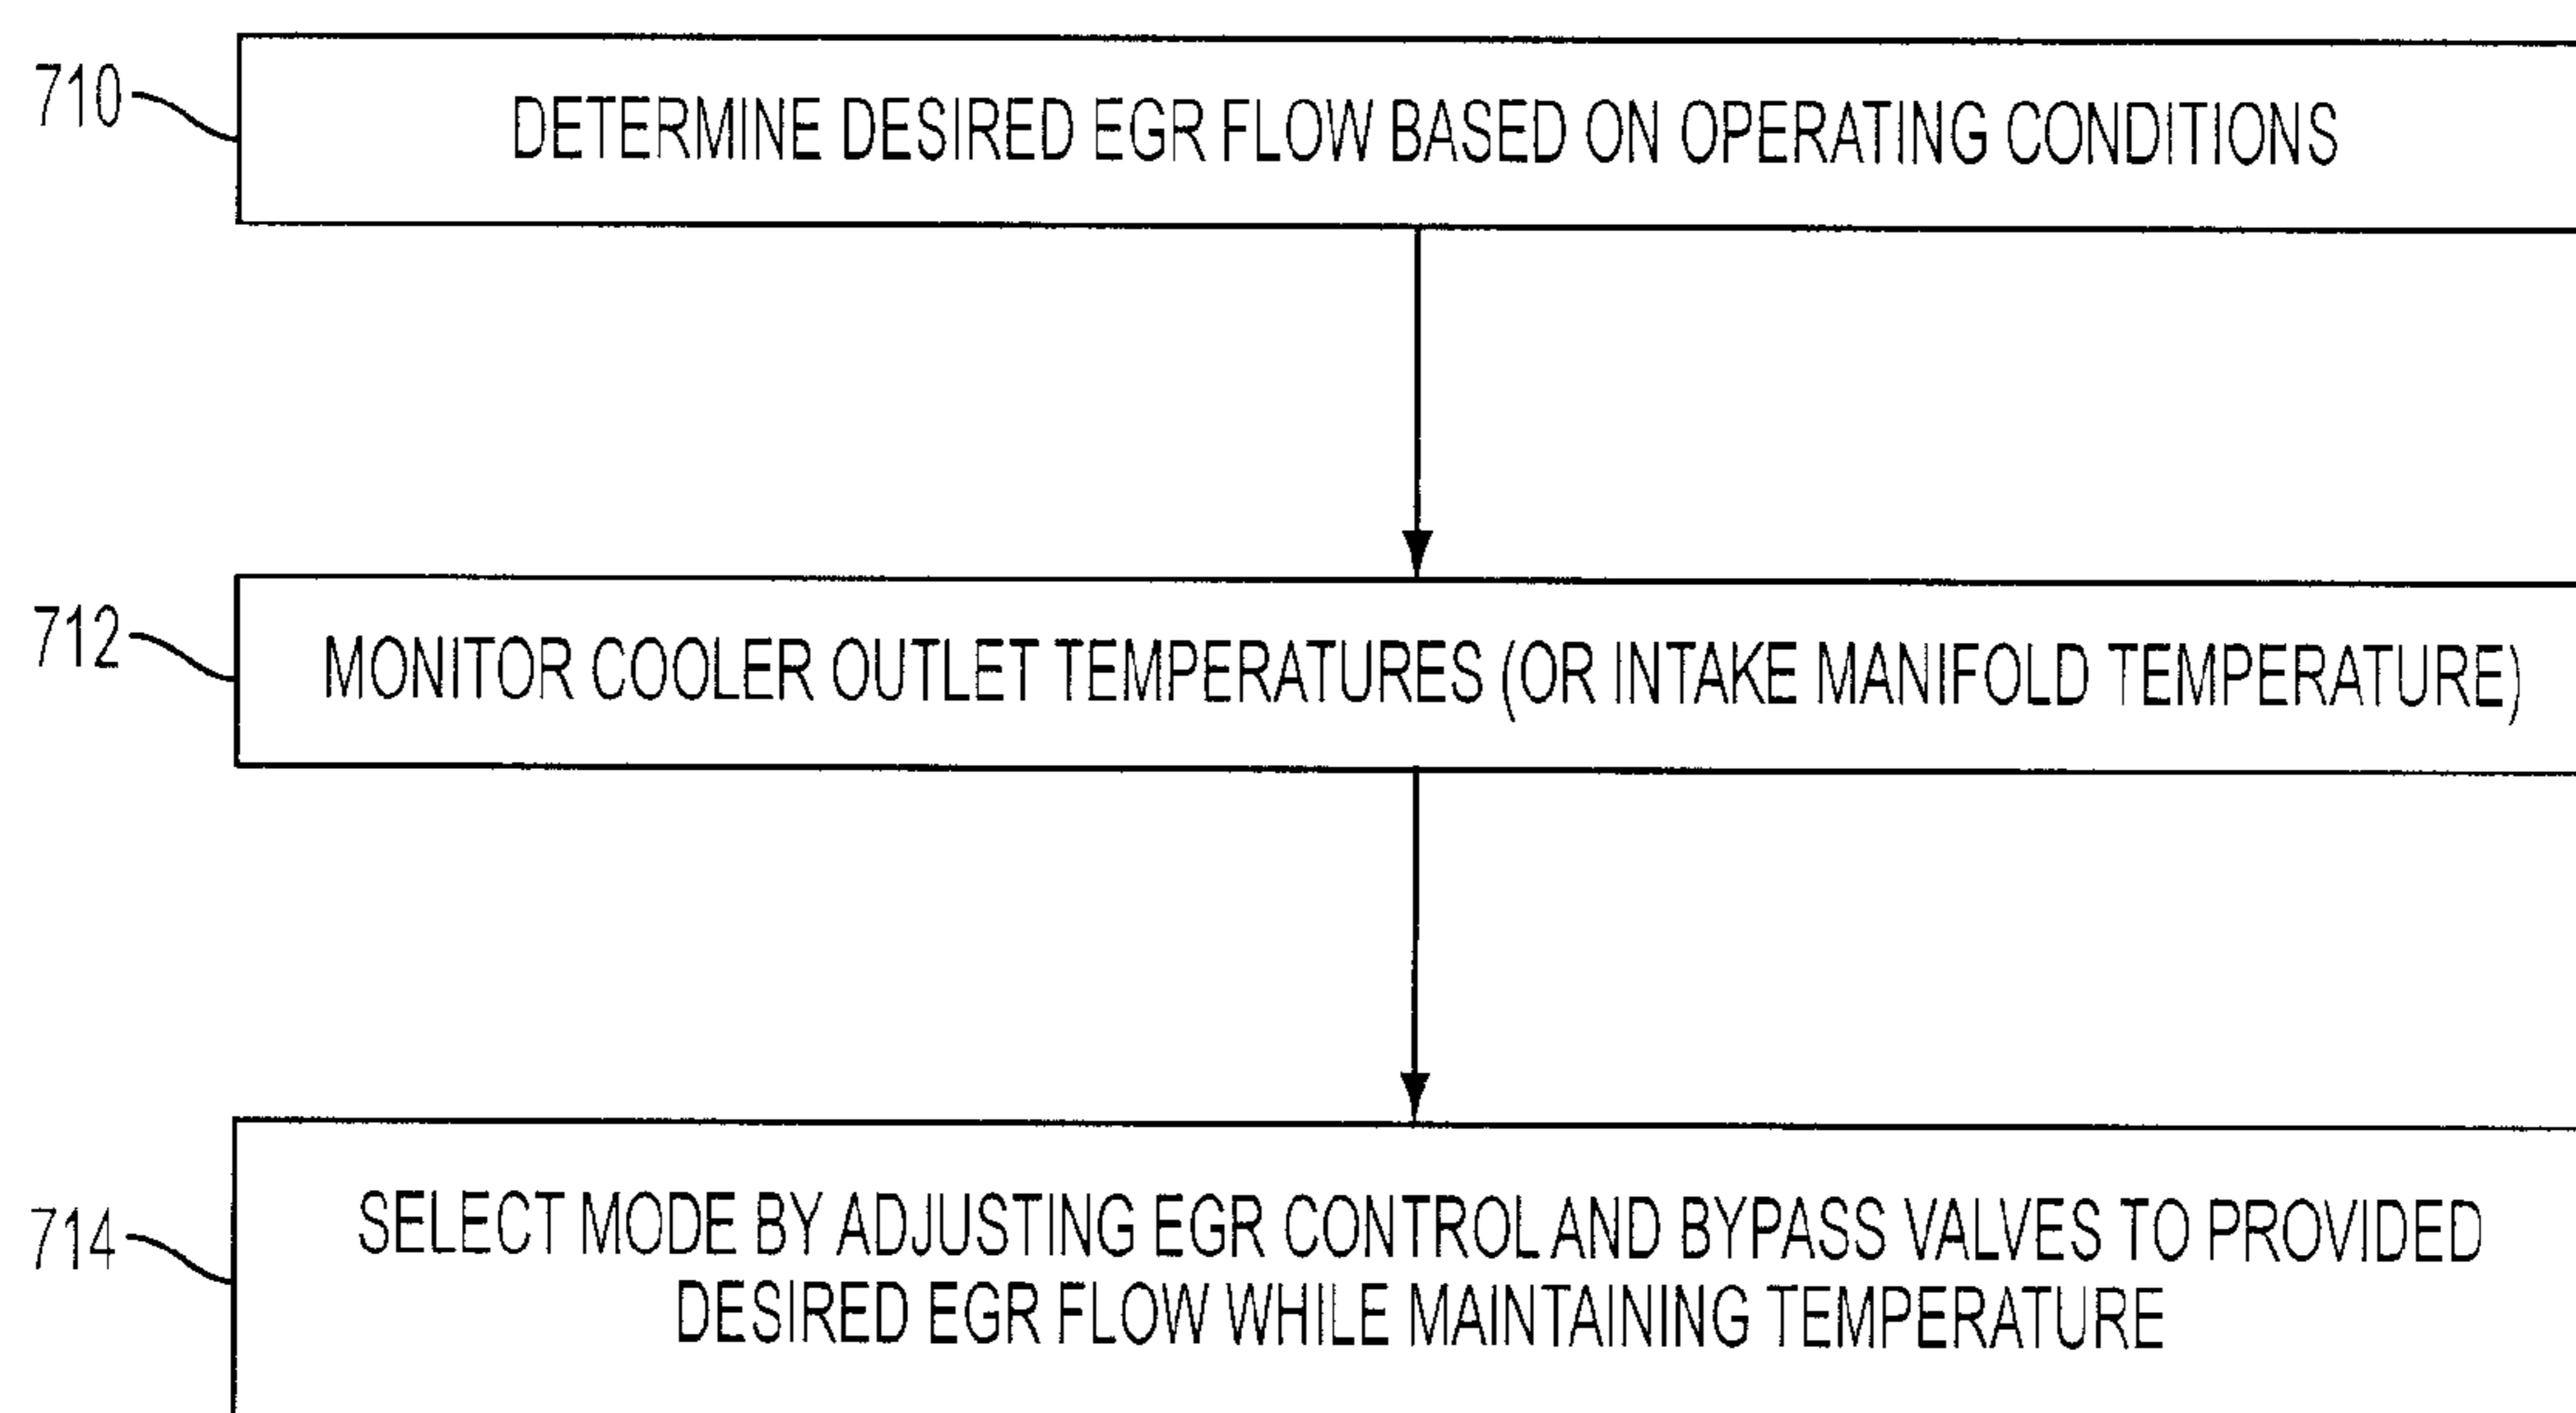 710
DETERMINE DESIRED EGR FLOW BASED ON OPERATING CONDITIONS
712
MONITOR COOLER OUTLET TEMPERATURES (OR INTAKE MANIFOLD TEMPERATURE)
714
SELECT MODE BY ADJUSTING EGR CONTROL AND BYPASS VALVES TO PROVIDED
DESIRED EGR FLOW WHILE MAINTAINING TEMPERATURE